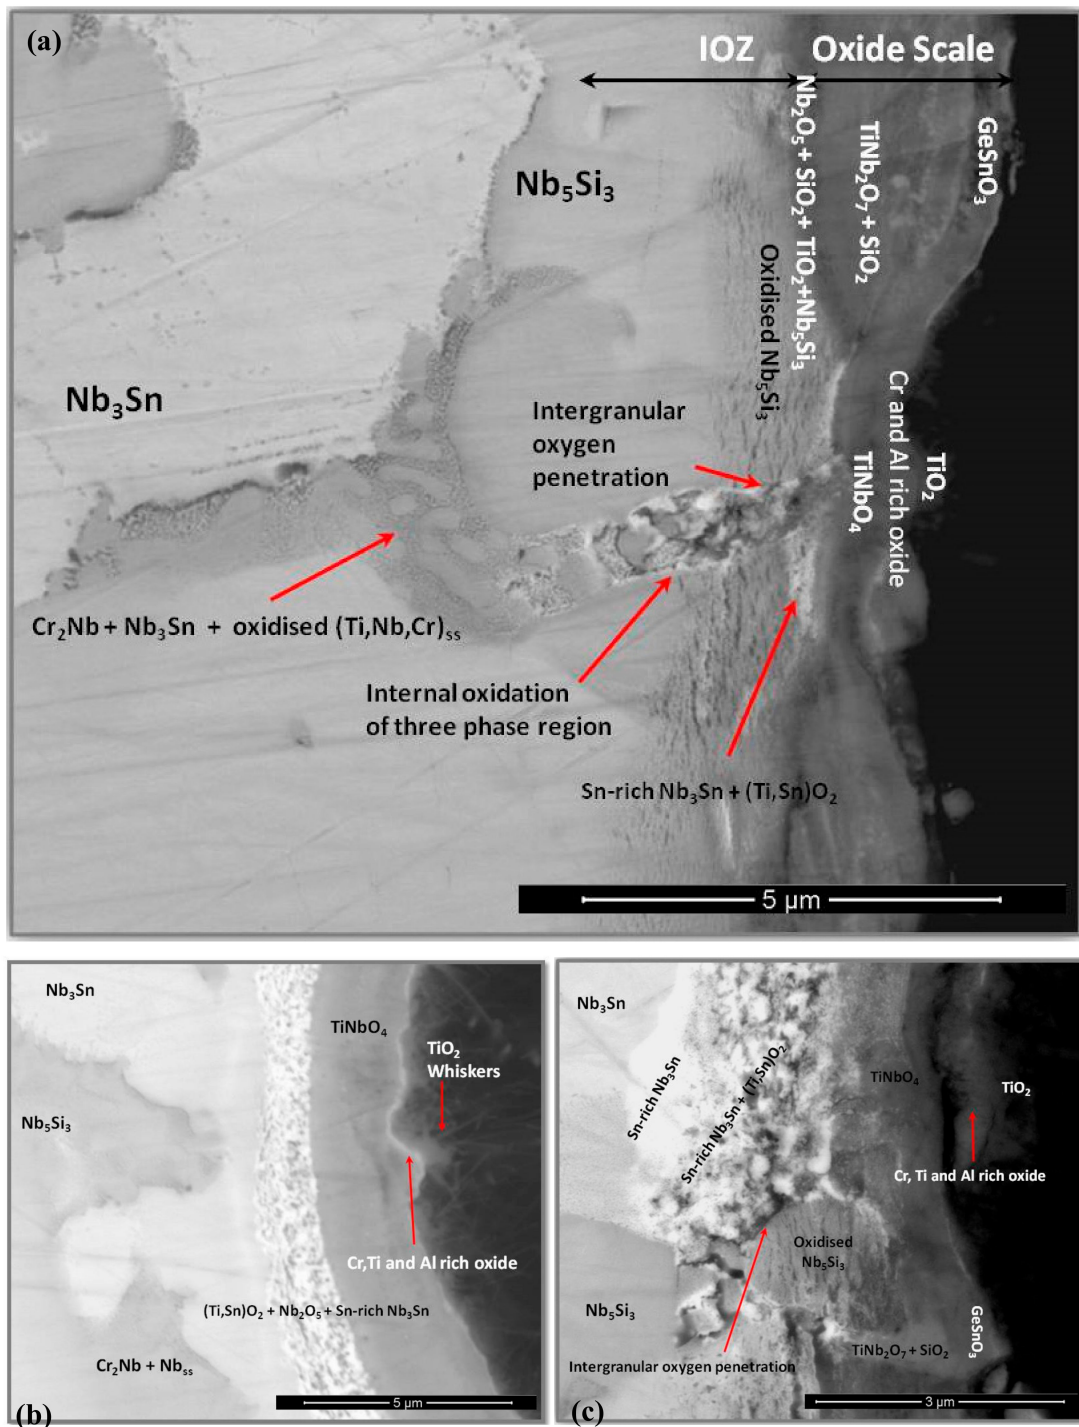 (a)
IOZ
Oxide Scale
Nb₂O₅ + SiO₂+ TiO₂+Nb₅Si₃
TiNb₂O₇ + SiO₂
GeSnO₃
Nb₅Si₃
Oxidised Nb₅Si₃
Nb₃Sn
Intergranular
oxygen
penetration
Cr and Al rich oxide
TiO₂
TiNbO₄
Cr₂Nb + Nb₃Sn + oxidised (Ti,Nb,Cr)ss
Internal oxidation
of three phase region
Sn-rich Nb₃Sn + (Ti,Sn)O₂
5 µm
Nb₃Sn
TiNbO₄
TiO₂
Whiskers
Nb₅Si₃
Cr,Ti and Al rich oxide
(Ti,Sn)O₂ + Nb₂O₅ + Sn-rich Nb₃Sn
Cr₂Nb + Nbss
5 µm
(b)
Nb₃Sn
Sn-rich Nb₃Sn
Sn-rich Nb₃Sn + (Ti,Sn)O₂
TiNbO₄
TiO₂
Cr, Ti and Al rich oxide
Oxidised
Nb₅Si₃
Nb₅Si₃
GeSnO₃
TiNb₂O₇ + SiO₂
Intergranular oxygen penetration
3 µm
(c)